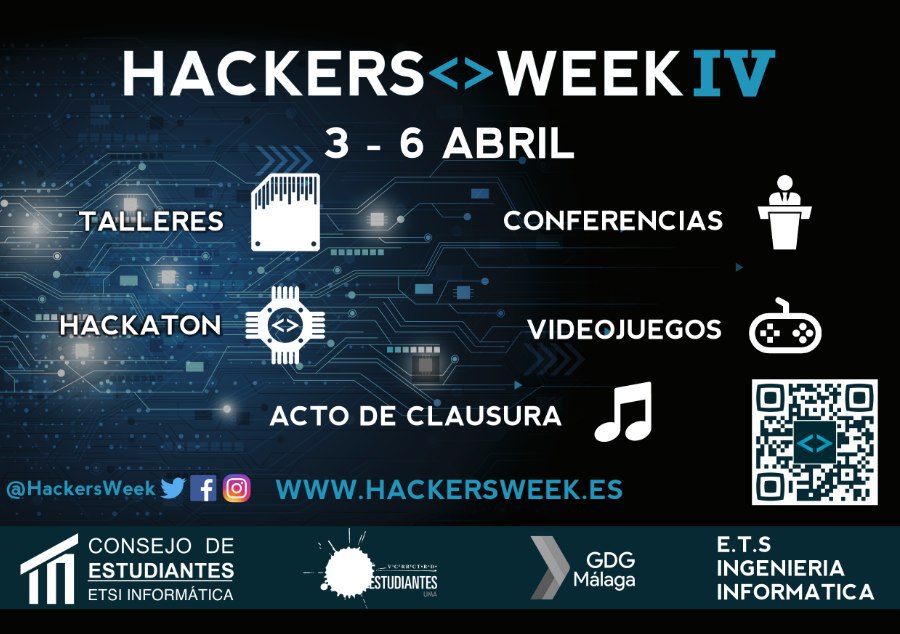 HACKERS<>WEEK IV
3 - 6 ABRIL
TALLERES
CONFERENCIAS
HACKATON
<>
VIDEOJUEGOS
ACTO DE CLAUSURA
<>
@HackersWeek
WWW.HACKERSWEEK.ES
CONSEJO DE
ESTUDIANTES
ETSI INFORMÁTICA
ESTUDIANTES
UMA
GDG
Málaga
E.T.S
INGENIERIA
INFORMATICA